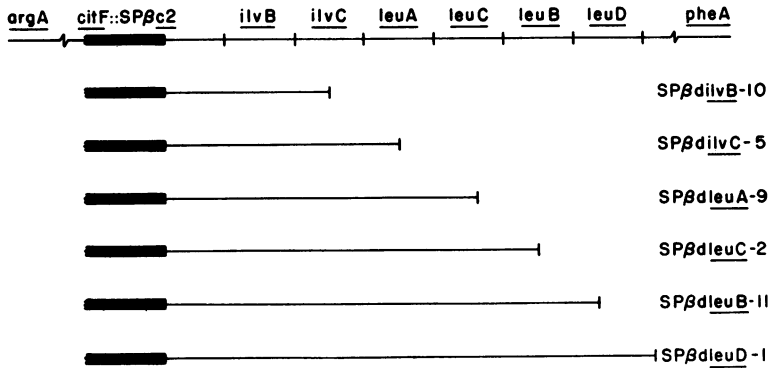 argA citF::SPβc2 ilvB ilvC leuA leuC leuB leuD pheA
SPβdilvB-10
SPβdilvC-5
SPβdleuA-9
SPβdleuC-2
SPβdleuB-11
SPβdleuD-1